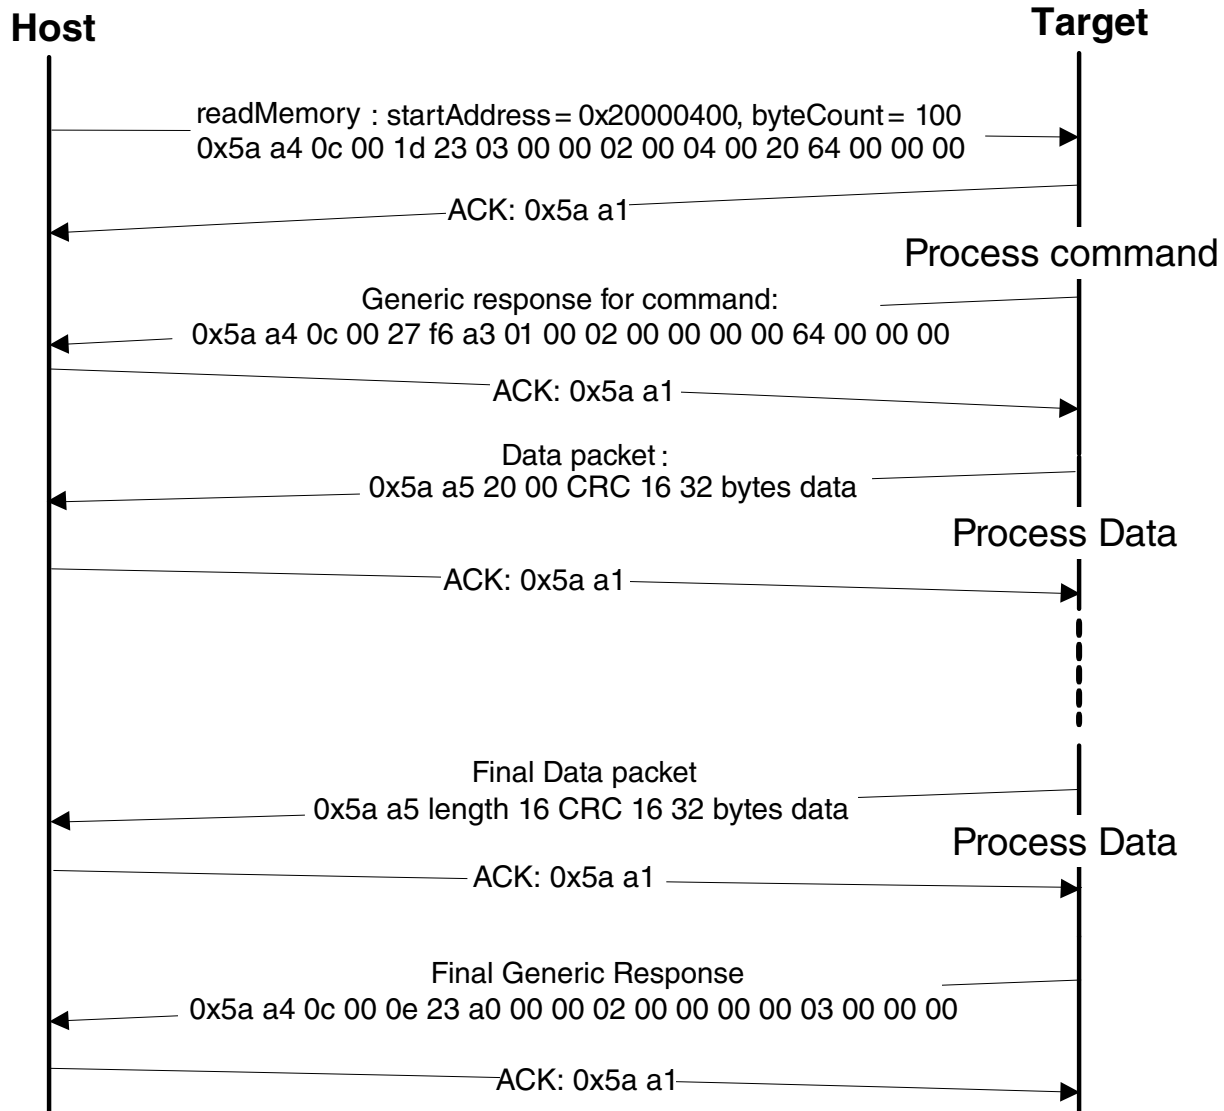 Host
Target
readMemory : startAddress = 0x20000400, byteCount = 100
0x5a a4 0c 00 1d 23 03 00 00 02 00 04 00 20 64 00 00 00
ACK: 0x5a a1
Process command
Generic response for command:
0x5a a4 0c 00 27 f6 a3 01 00 02 00 00 00 00 64 00 00 00
ACK: 0x5a a1
Data packet :
0x5a a5 20 00 CRC 16 32 bytes data
Process Data
ACK: 0x5a a1
Final Data packet
0x5a a5 length 16 CRC 16 32 bytes data
Process Data
ACK: 0x5a a1
Final Generic Response
0x5a a4 0c 00 0e 23 a0 00 00 02 00 00 00 00 03 00 00 00
ACK: 0x5a a1